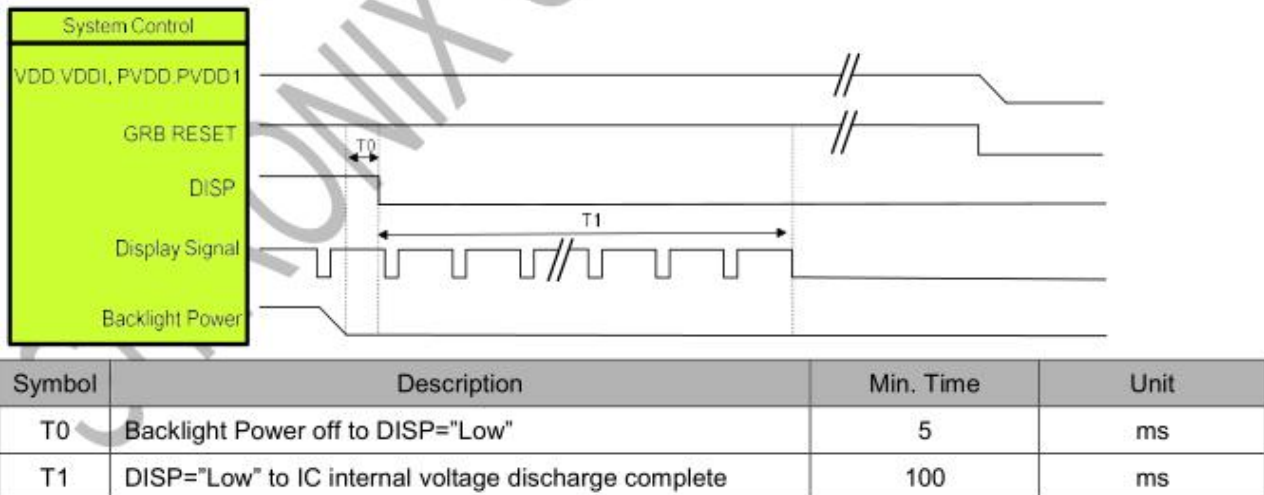 System Control
VDD.VDDI, PVDD.PVDD1
GRB RESET
T0
DISP
T1
Display Signal
Backlight Power
Symbol Description Min. Time Unit
T0 Backlight Power off to DISP="Low" 5 ms
T1 DISP="Low" to IC internal voltage discharge complete 100 ms